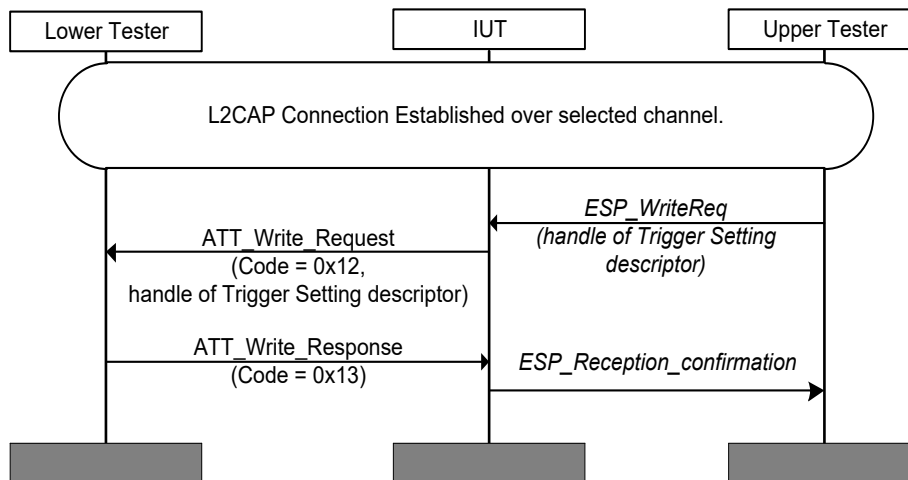 Lower Tester
IUT
Upper Tester
L2CAP Connection Established over selected channel.
ESP_WriteReq
(handle of Trigger Setting
descriptor)
ATT_Write_Request
(Code = 0x12,
handle of Trigger Setting descriptor)
ATT_Write_Response
(Code = 0x13)
ESP_Reception_confirmation